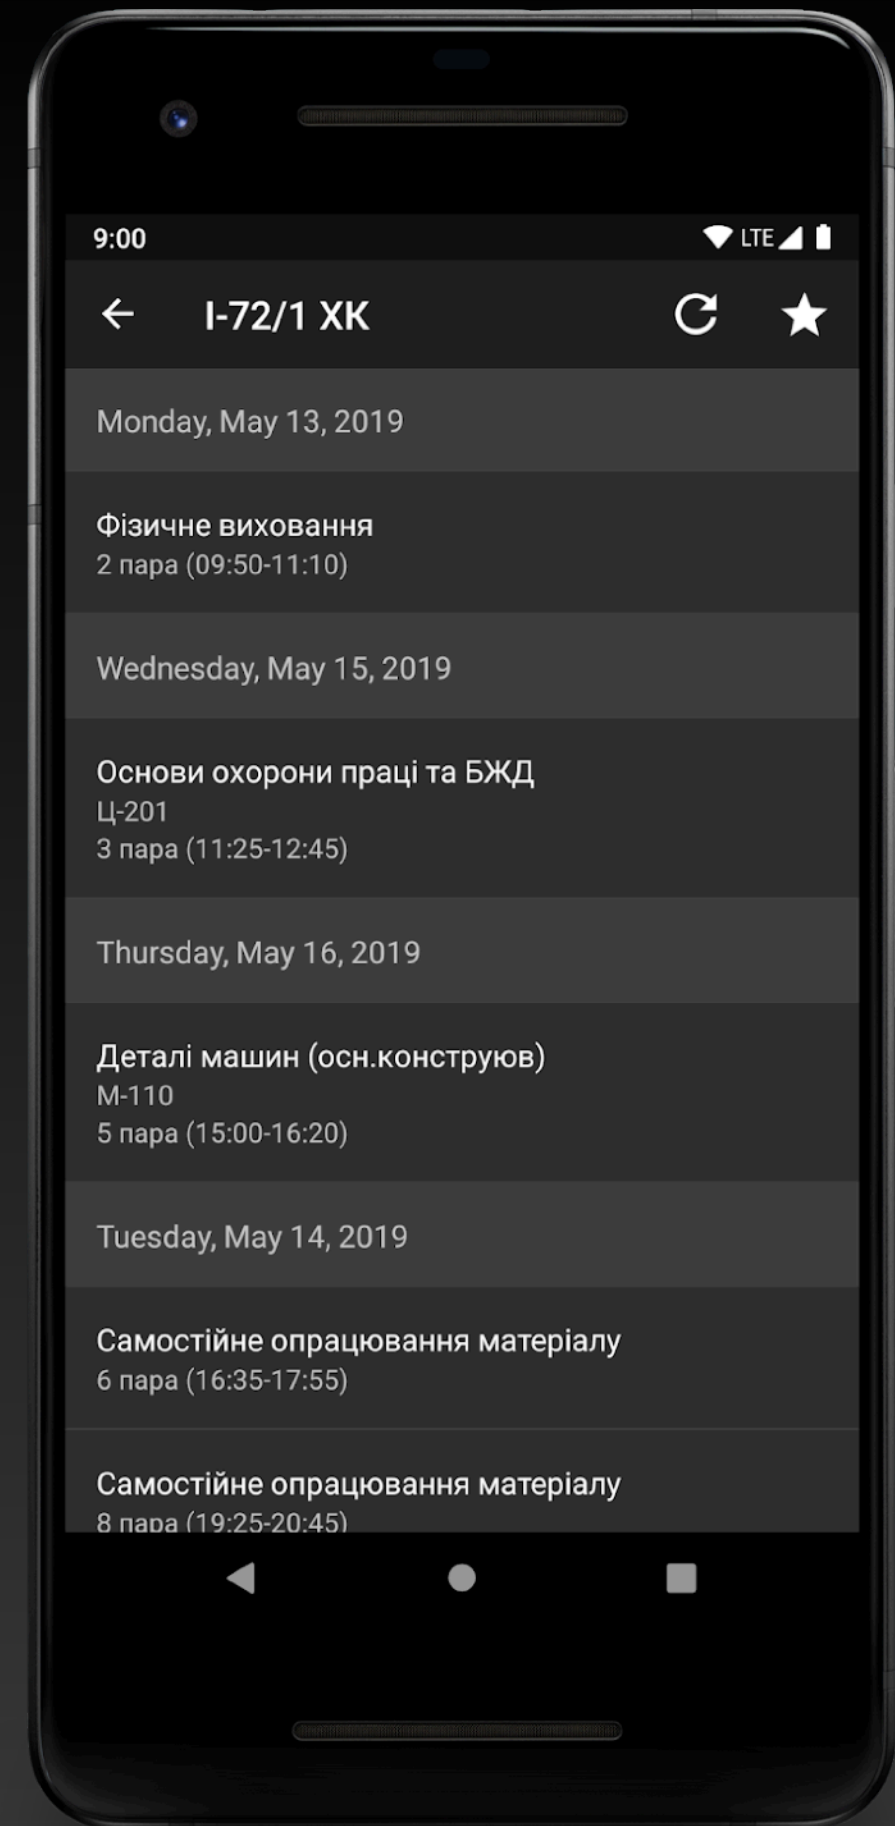 9:00
LTE
І-72/1 ХК
Monday, May 13, 2019
Фізичне виховання
2 пара (09:50-11:10)
Wednesday, May 15, 2019
Основи охорони праці та БЖД
Ц-201
3 пара (11:25-12:45)
Thursday, May 16, 2019
Деталі машин (осн.конструюв)
М-110
5 пара (15:00-16:20)
Tuesday, May 14, 2019
Самостійне опрацювання матеріалу
6 пара (16:35-17:55)
Самостійне опрацювання матеріалу
8 пара (19:25-20:45)